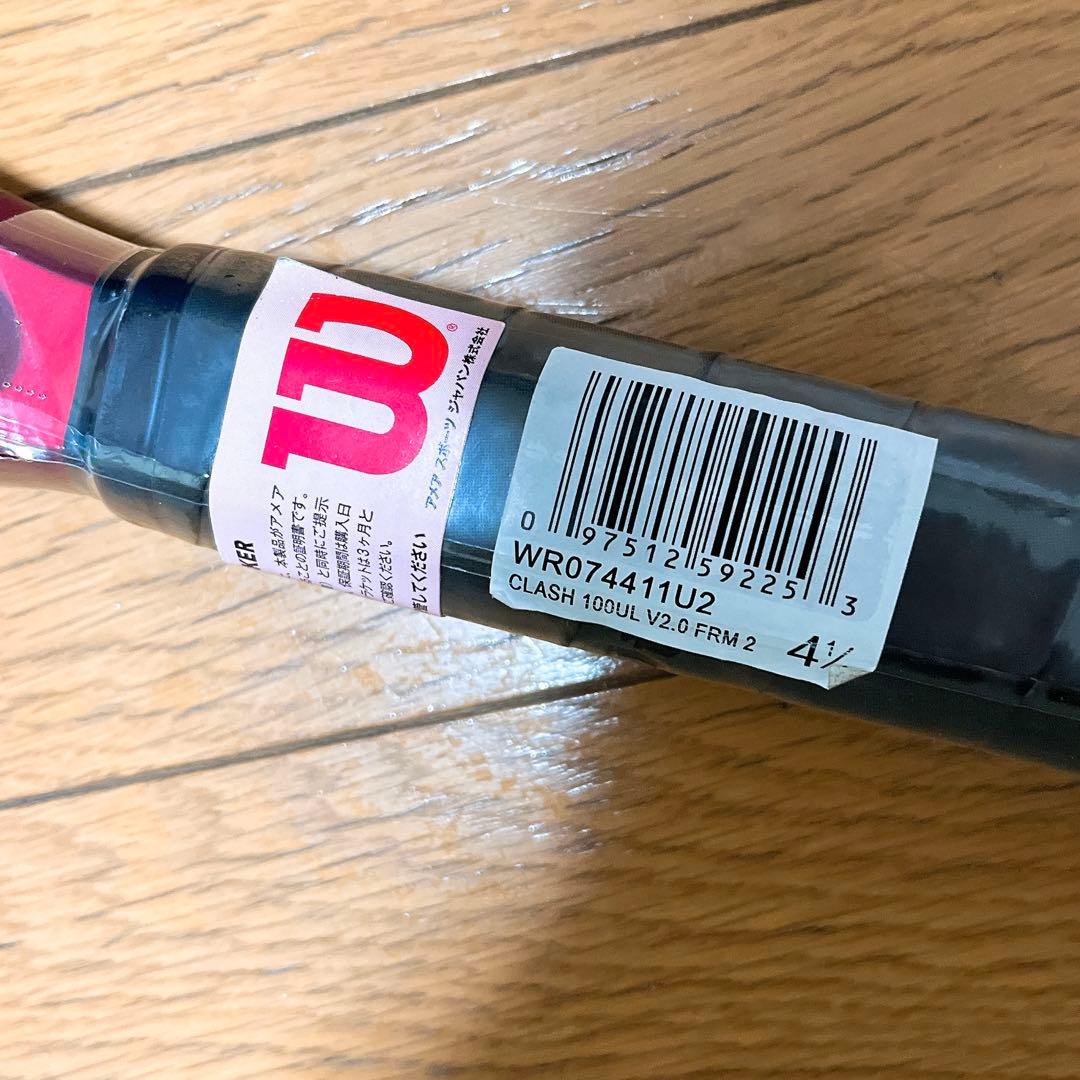 W®
アメア スポーツ ジャパン株式会社
KER
本製品がアメア
ことの証明書です。
と同時にご提示
保証期間は購入日
ラケットは3ヶ月と
確認ください。
してください
0 97512 59225 3
WR074411U2
CLASH 100UL V2.0 FRM 2
4 1/